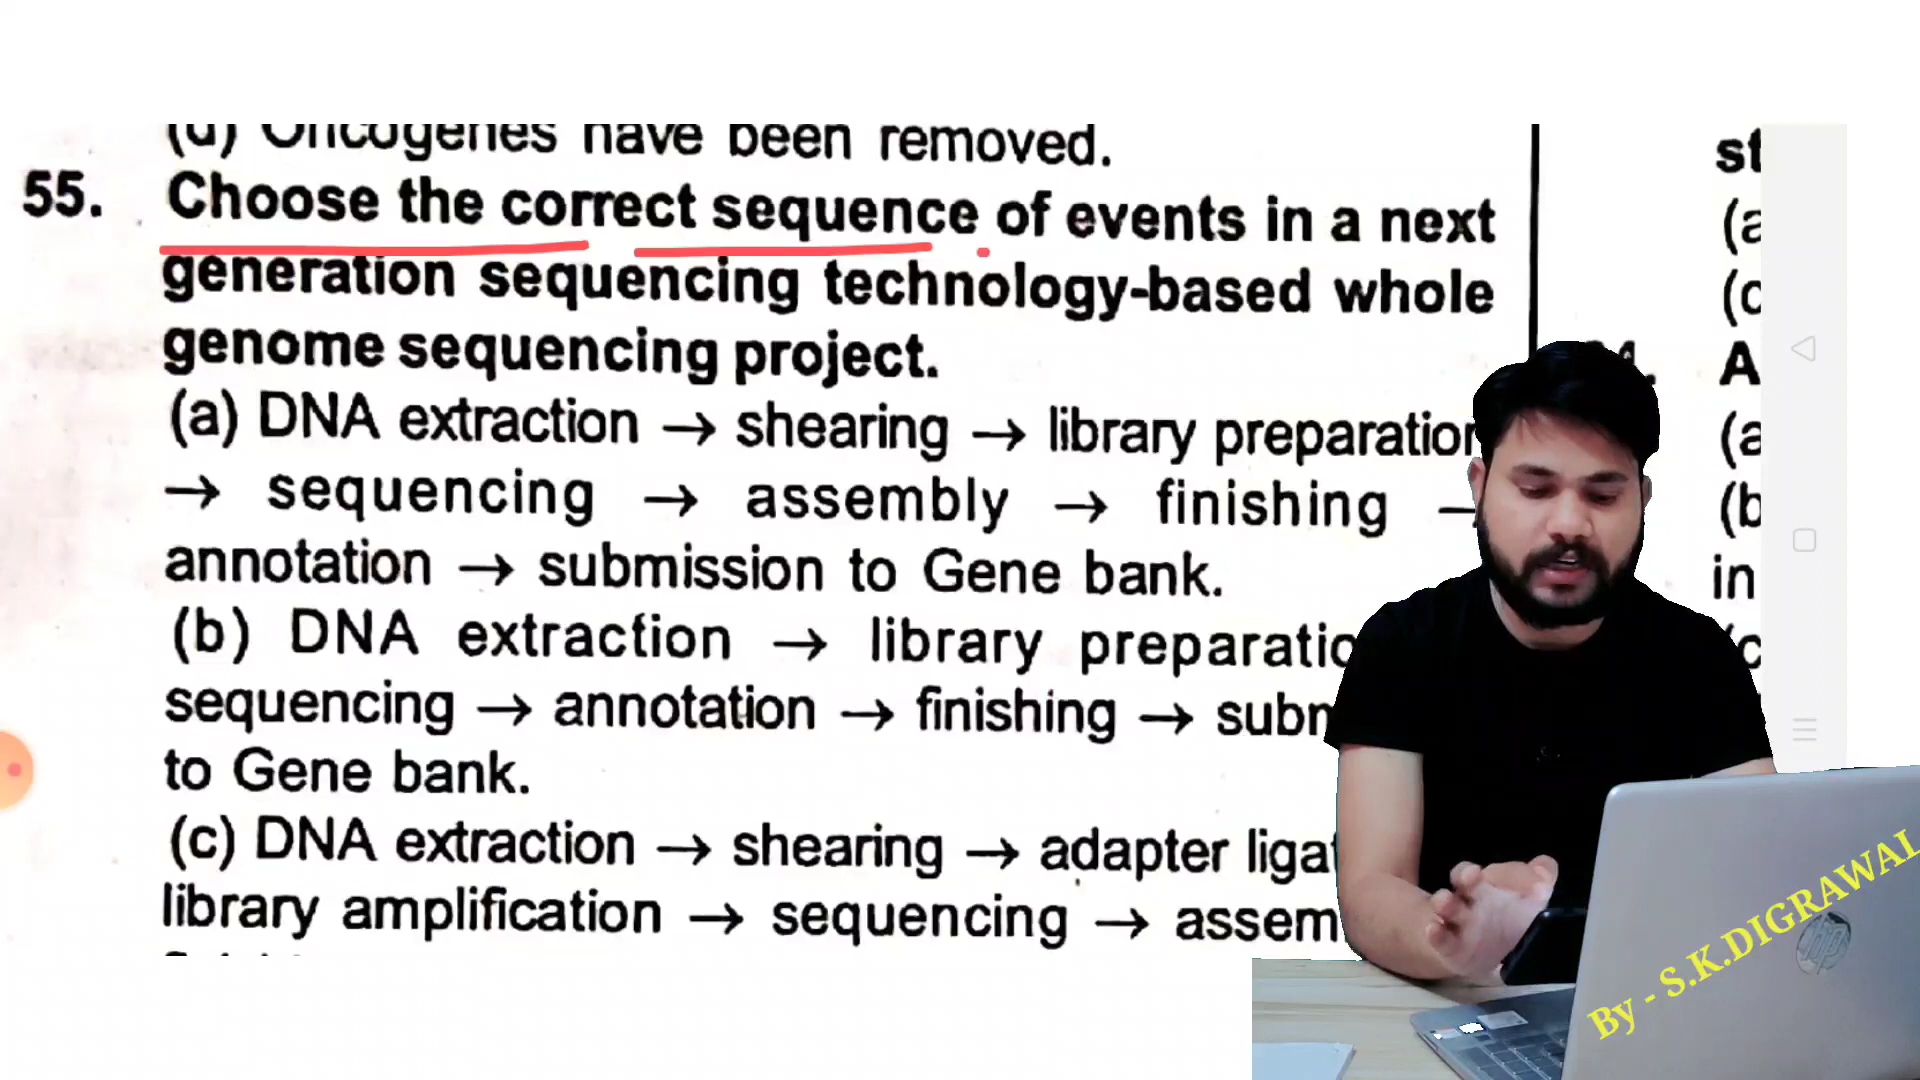 (d) Oncogenes have been removed.
55. Choose the correct sequence of events in a next
generation sequencing technology-based whole
genome sequencing project.
(a) DNA extraction → shearing → library preparation
→ sequencing → assembly → finishing →
annotation → submission to Gene bank.
(b) DNA extraction → library preparatio
sequencing → annotation → finishing → subm
to Gene bank.
(c) DNA extraction → shearing → adapter ligat
library amplification → sequencing → assem
st
(a
(c
A
(a
(b
in
(c
hp
By - S.K.DIGRAWAL